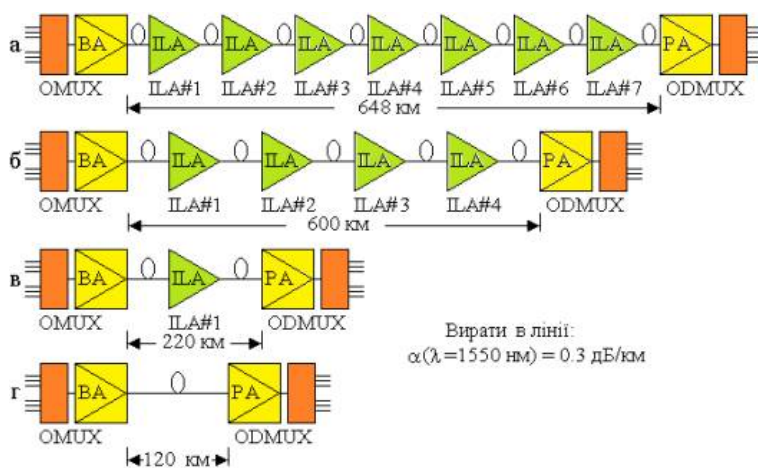 а BA ILA ILA ILA ILA ILA ILA ILA PA
OMUX ILA#1 ILA#2 ILA#3 ILA#4 ILA#5 ILA#6 ILA#7 ODMUX
648 км
б BA ILA ILA ILA ILA PA
OMUX ILA#1 ILA#2 ILA#3 ILA#4 ODMUX
600 км
в BA ILA PA
OMUX ILA#1 ODMUX
220 км
Вирати в лінії:
α(λ=1550 нм) = 0.3 дБ/км
г BA PA
OMUX ODMUX
120 км